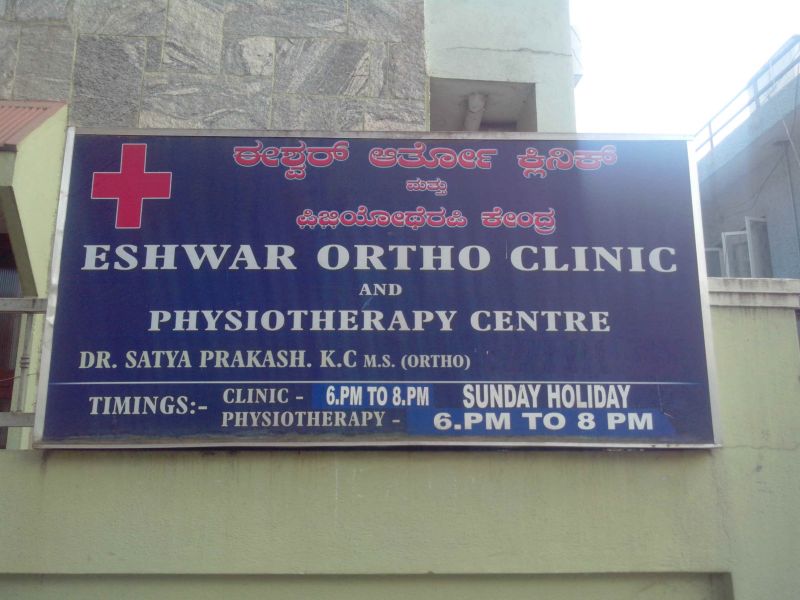 ಈಶ್ವರ್ ಆರ್ತೋ ಕ್ಲಿನಿಕ್
ಮತ್ತು
ಫಿಜಿಯೋಥೆರಪಿ ಕೇಂದ್ರ
ESHWAR ORTHO CLINIC
AND
PHYSIOTHERAPY CENTRE
DR. SATYA PRAKASH. K.C M.S. (ORTHO)
TIMINGS:- CLINIC - 6.PM TO 8.PM SUNDAY HOLIDAY
PHYSIOTHERAPY - 6.PM TO 8 PM